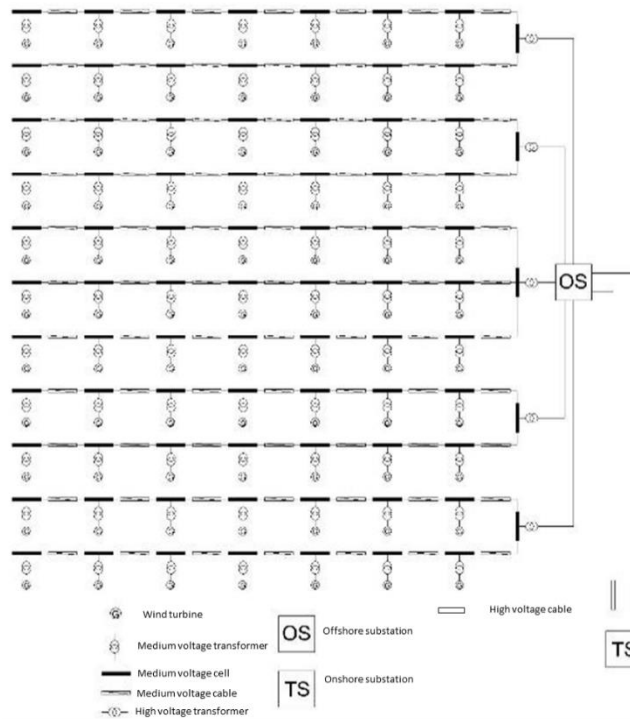 OS
Wind turbine
High voltage cable
OS
Offshore substation
Medium voltage transformer
TS
Medium voltage cell
TS
Onshore substation
Medium voltage cable
High voltage transformer